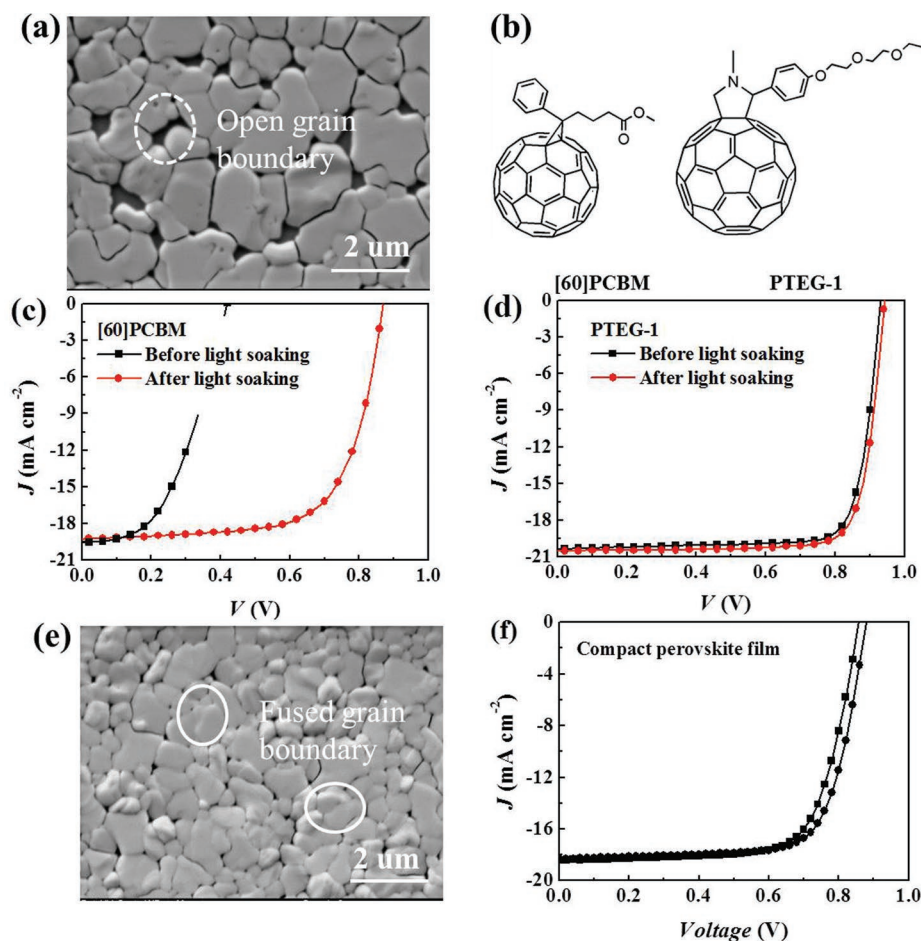 (a)
Open grain
boundary
2 um
(b)
N
O
O
O
O
O
[60]PCBM
PTEG-1
(c)
[60]PCBM
Before light soaking
After light soaking
J (mA cm-2)
0
-3
-6
-9
-12
-15
-18
-21
0.0 0.2 0.4 0.6 0.8 1.0
V (V)
(d)
PTEG-1
Before light soaking
After light soaking
J (mA cm-2)
0
-3
-6
-9
-12
-15
-18
-21
0.0 0.2 0.4 0.6 0.8 1.0
V (V)
(e)
Fused grain
boundary
2 um
(f)
Compact perovskite film
J (mA cm-2)
0
-4
-8
-12
-16
-20
0.0 0.2 0.4 0.6 0.8 1.0
Voltage (V)